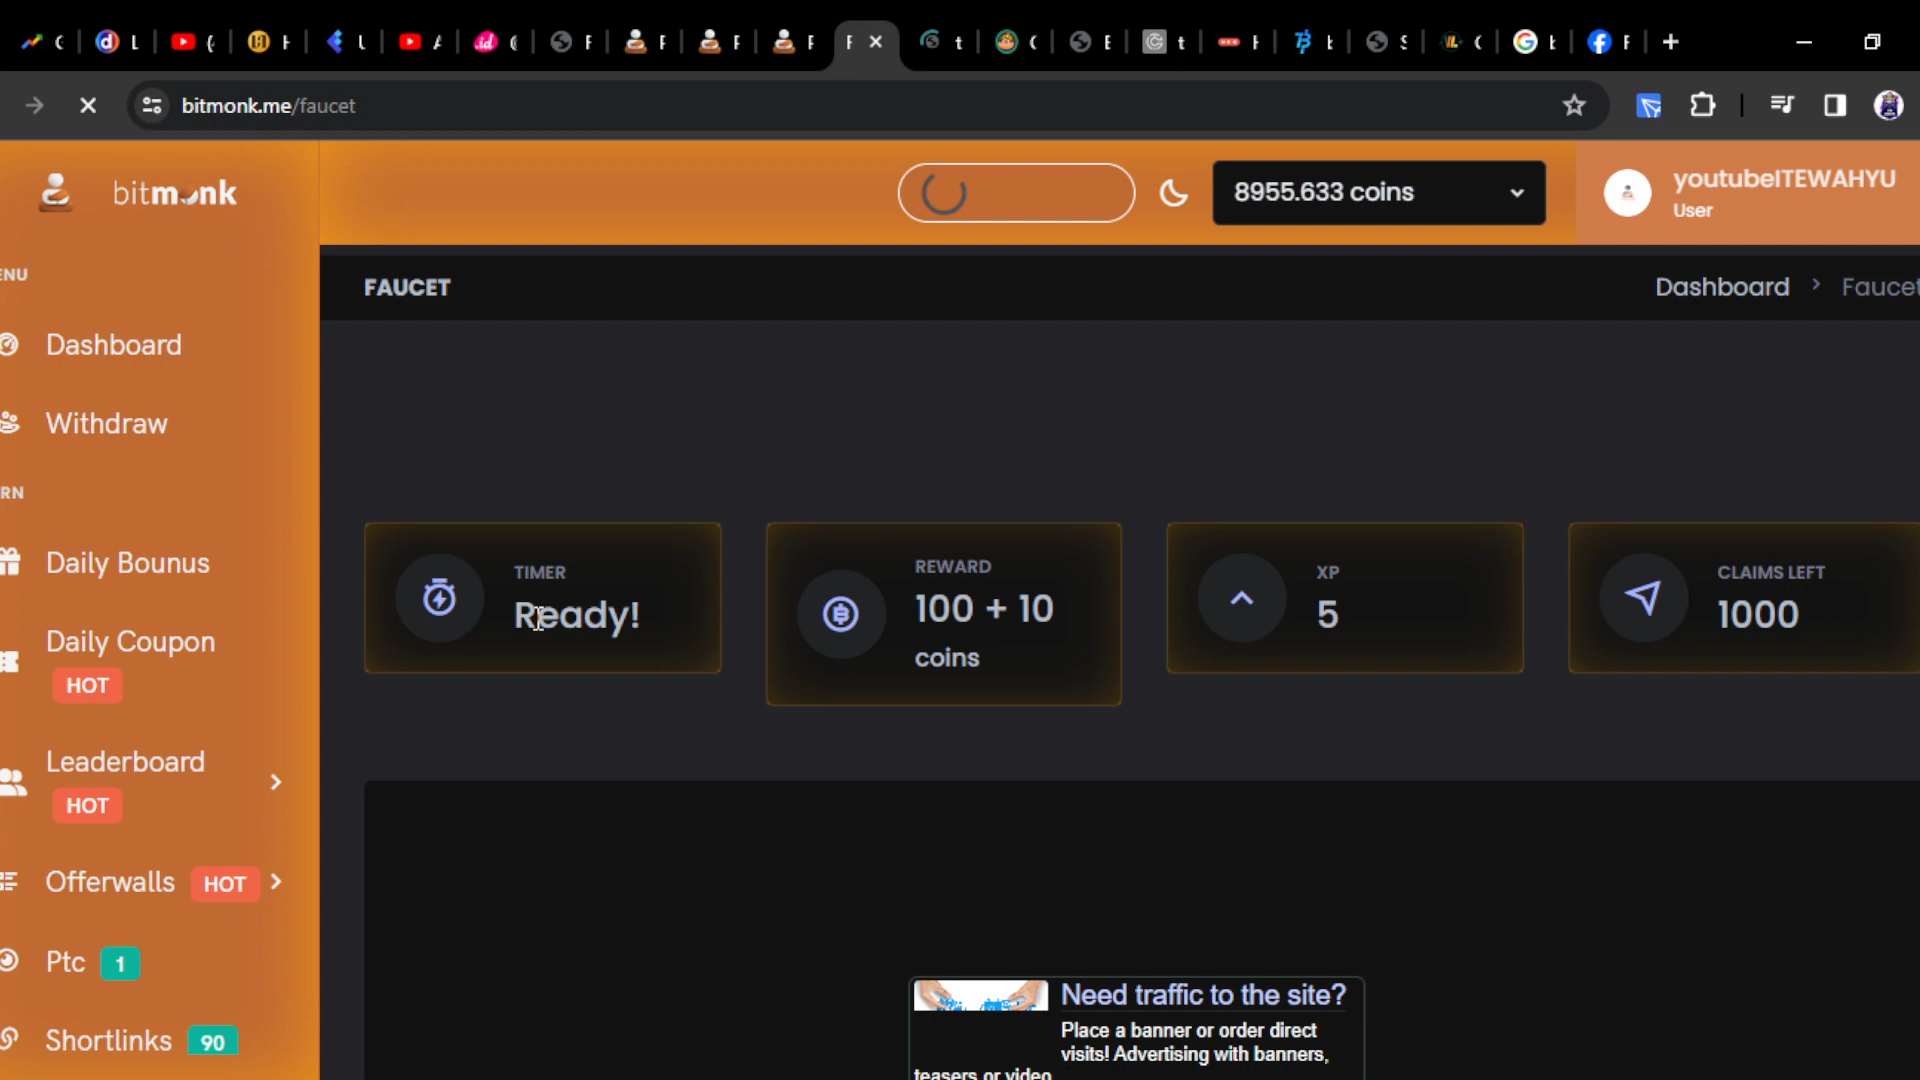 bitmonk.me/faucet
bitmonk
8955.633 coins
youtubeITEWAHYU
User
ENU
FAUCET
Dashboard
Faucet
Dashboard
Withdraw
RN
Daily Bounus
Daily Coupon
HOT
Leaderboard
HOT
Offerwalls HOT
Ptc 1
Shortlinks 90
TIMER
Ready!
REWARD
100 + 10
coins
XP
5
CLAIMS LEFT
1000
Need traffic to the site?
Place a banner or order direct
visits! Advertising with banners,
teasers or video